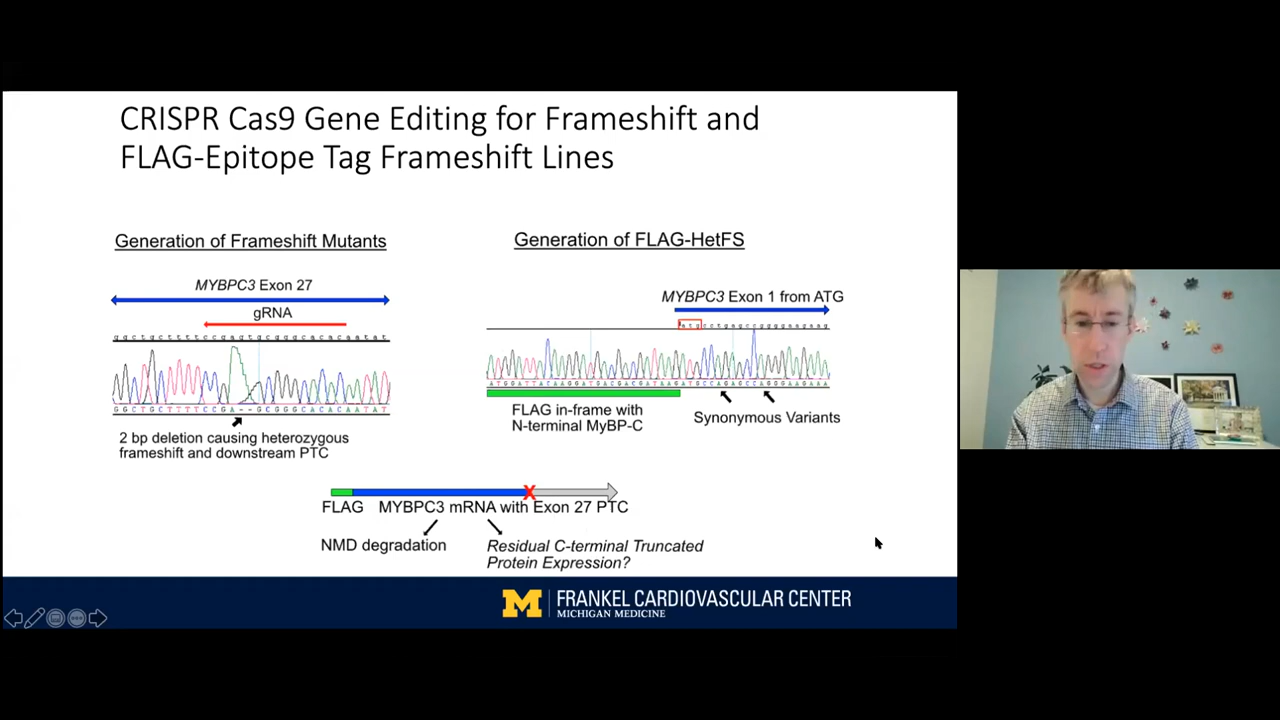 CRISPR Cas9 Gene Editing for Frameshift and
FLAG-Epitope Tag Frameshift Lines
Generation of Frameshift Mutants
MYBPC3 Exon 27
gRNA
g g c t g c t t t t c c g a g t g c g g g c a c a c a a t a t
G G C T G C T T T T C C G A - - G C G G G C A C A C A A T A T
2 bp deletion causing heterozygous
frameshift and downstream PTC
Generation of FLAG-HetFS
MYBPC3 Exon 1 from ATG
a t g c c t g a g c c g g g g a a g a a g
A T G G A T T A C A A G G A T G A C G A C G A T A A G A T G C C A G A G C C A G G G A A G A A A
FLAG in-frame with
N-terminal MyBP-C
Synonymous Variants
FLAG MYBPC3 mRNA with Exon 27 PTC
NMD degradation
Residual C-terminal Truncated
Protein Expression?
M FRANKEL CARDIOVASCULAR CENTER
MICHIGAN MEDICINE